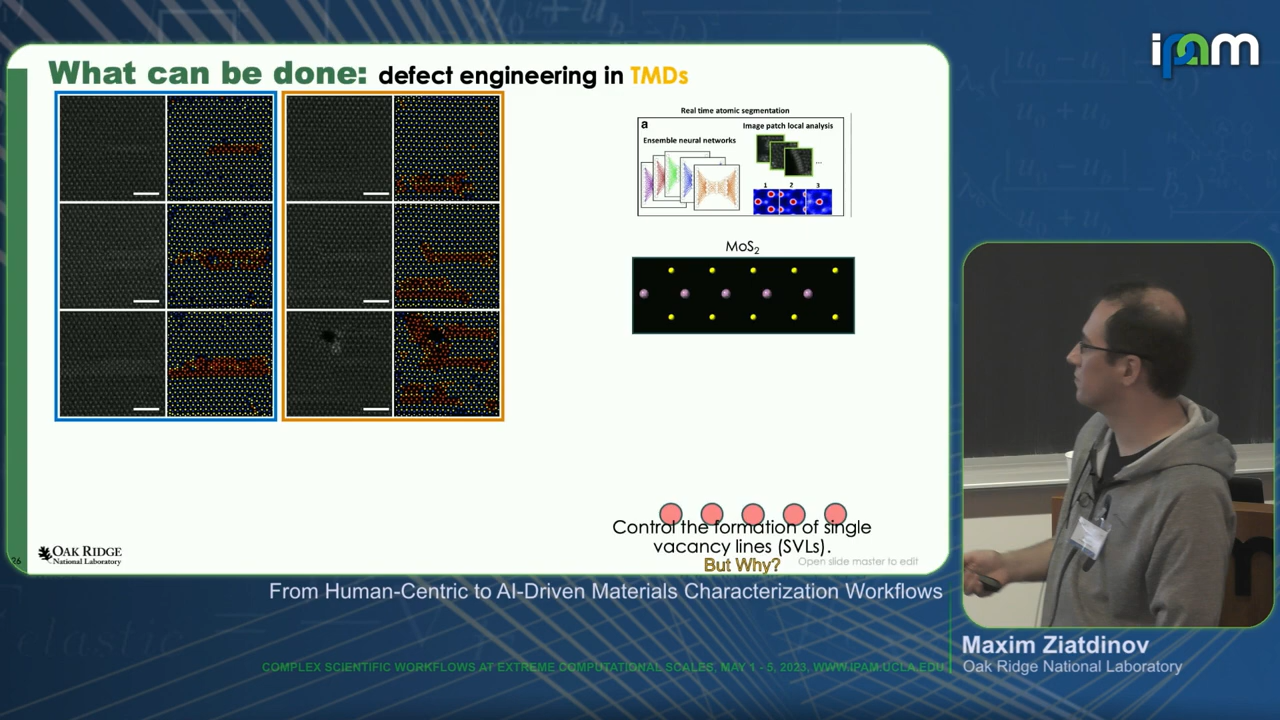 ipam
What can be done: defect engineering in TMDs
Real time atomic segmentation
a
Image patch local analysis
Ensemble neural networks
...
1 2 3
MoS2
Control the formation of single
vacancy lines (SVLs).
But Why?
Open slide master to edit
26
OAK RIDGE
National Laboratory
From Human-Centric to AI-Driven Materials Characterization Workflows
Maxim Ziatdinov
Oak Ridge National Laboratory
COMPLEX SCIENTIFIC WORKFLOWS AT EXTREME COMPUTATIONAL SCALES, MAY 1 - 5, 2023, WWW.IPAM.UCLA.EDU
elastic